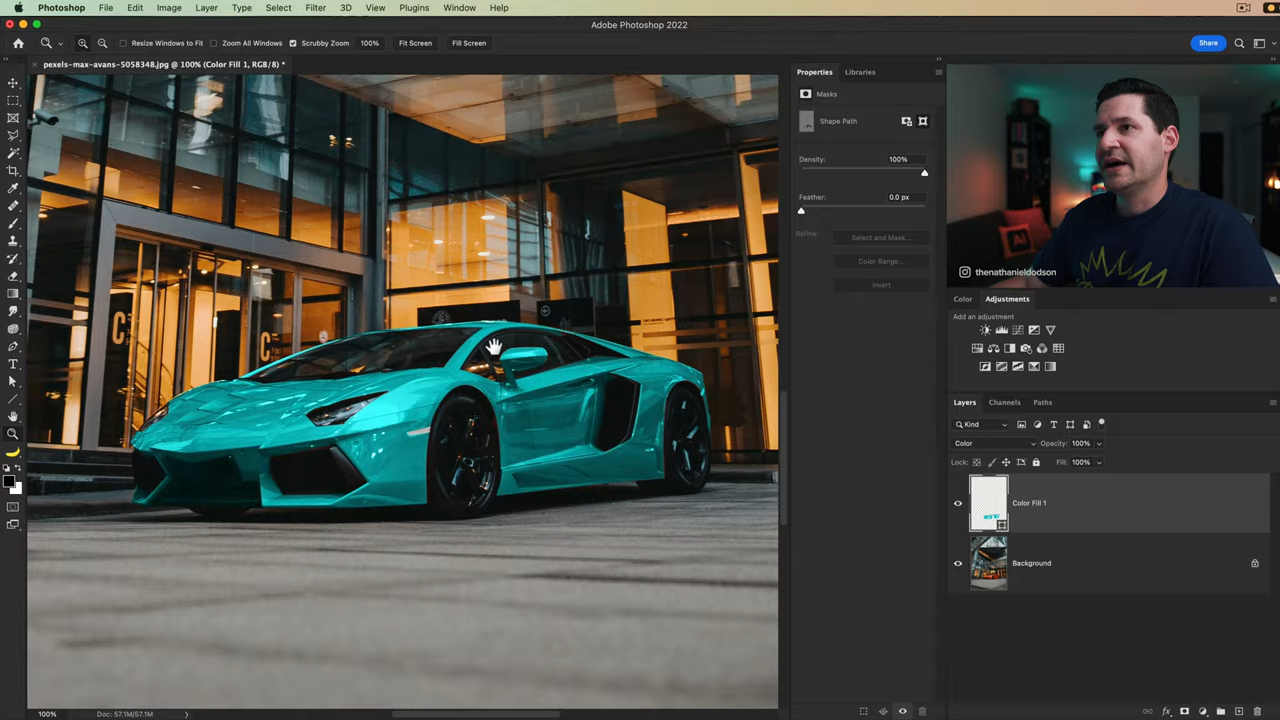 Photoshop File Edit Image Layer Type Select Filter 3D View Plugins Window Help
Adobe Photoshop 2022
Resize Windows to Fit Zoom All Windows Scrubby Zoom 100% Fit Screen Fill Screen Share
pexels-max-avans-5058348.jpg @ 100% (Color Fill 1, RGB/8) *
Properties Libraries
Masks
Shape Path
Density: 100%
Feather: 0.0 px
Refine: Select and Mask...
Color Range...
Invert
C
C
Ai
thenathanieldodson
Color Adjustments
Add an adjustment
Layers Channels Paths
Kind
Color Opacity: 100%
Lock: Fill: 100%
Color Fill 1
Background
fx
100% Doc: 57.1M/57.1M